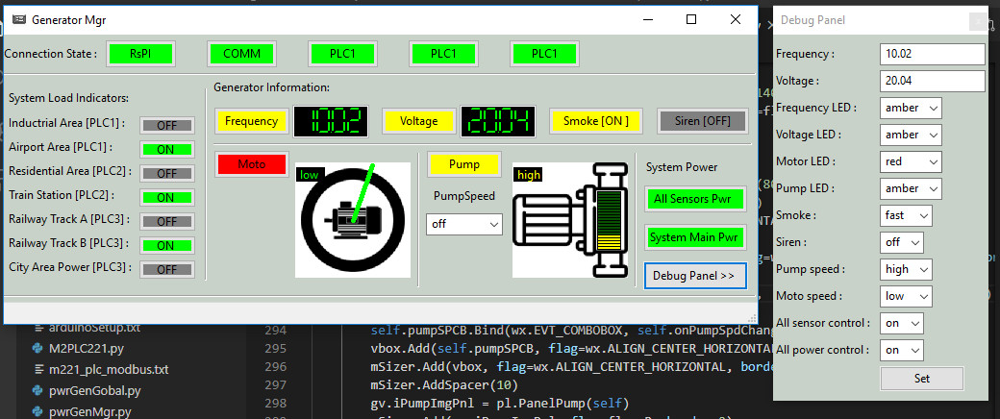 Generator Mgr
Connection State :
RsPI
COMM
PLC1
PLC1
PLC1
System Load Indicators:
Inductrial Area [PLC1] :
OFF
Airport Area [PLC1] :
ON
Residential Area [PLC2] :
OFF
Train Station [PLC2] :
ON
Railway Track A [PLC3] :
OFF
Railway Track B [PLC3] :
ON
City Area Power [PLC3] :
OFF
Generator Information:
Frequency
1002
Voltage
2004
Smoke [ON ]
Siren [OFF]
Moto
low
Pump
PumpSpeed
off
high
System Power
All Sensors Pwr
System Main Pwr
Debug Panel >>
Debug Panel
Frequency :
10.02
Voltage :
20.04
Frequency LED :
amber
Voltage LED :
amber
Motor LED :
red
Pump LED :
amber
Smoke :
fast
Siren :
off
Pump speed :
high
Moto speed :
low
All sensor control :
on
All power control :
on
Set
arduinoSetup.txt
M2PLC221.py
m221_plc_modbus.txt
pwrGenGobal.py
pwrGenMgr.py
294 self.pumpSPCB.Bind(wx.EVT_COMBOBOX, self.onPumpSpdChang
295 vbox.Add(self.pumpSPCB, flag=wx.ALIGN_CENTER_HORIZONTAL
296 mSizer.Add(vbox, flag=wx.ALIGN_CENTER_HORIZONTAL, borde
297 mSizer.AddSpacer(10)
298 gv.iPumpImgPnl = pl.PanelPump(self)